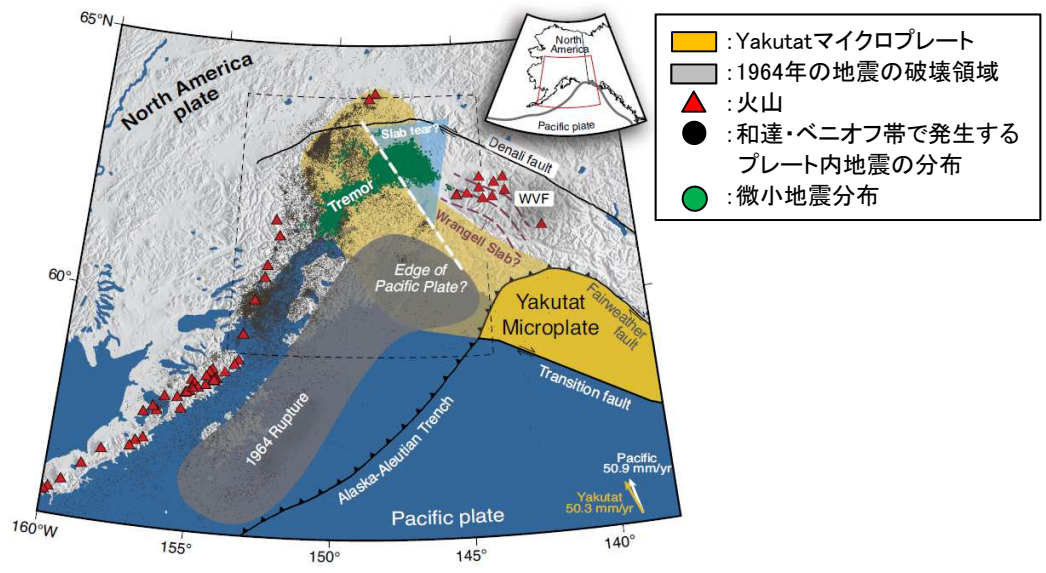 65°N
North America
plate
North
America
Pacific plate
Slab tear?
Denali fault
Tremor
WVF
Wrangell Slab?
60°
Edge of
Pacific Plate?
Yakutat
Microplate
Fairweather
fault
Transition fault
1964 Rupture
Alaska-Aleutian Trench
Pacific
50.9 mm/yr
Yakutat
50.3 mm/yr
Pacific plate
160°W
155°
150°
145°
140°
:Yakutatマイクロプレート
:1964年の地震の破壊領域
:火山
:和達・ベニオフ帯で発生する
プレート内地震の分布
:微小地震分布